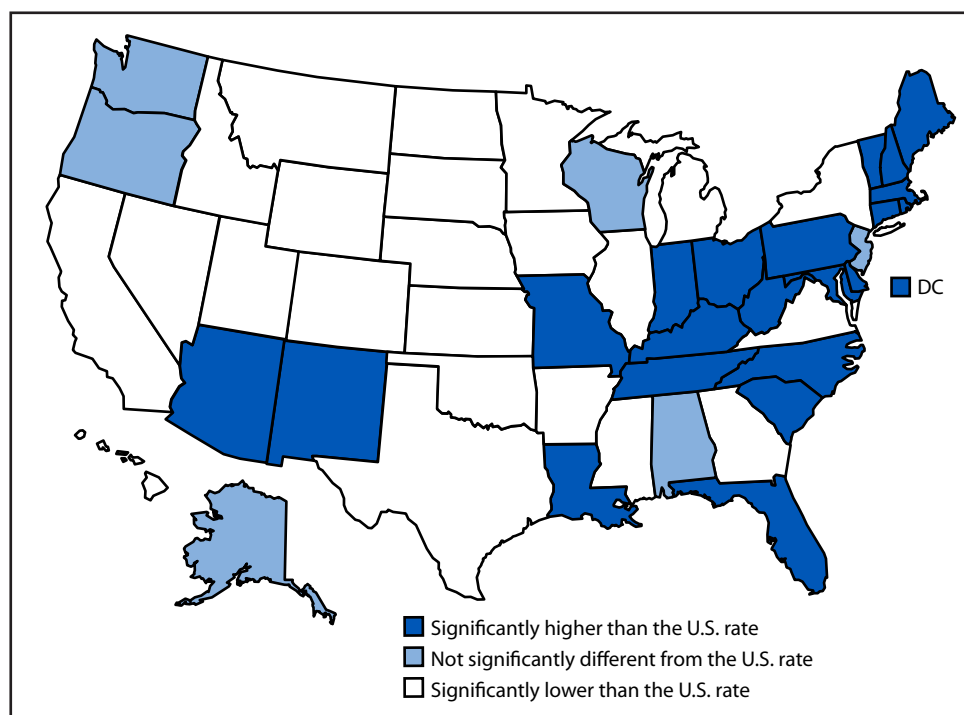 DC
Significantly higher than the U.S. rate
Not significantly different from the U.S. rate
Significantly lower than the U.S. rate